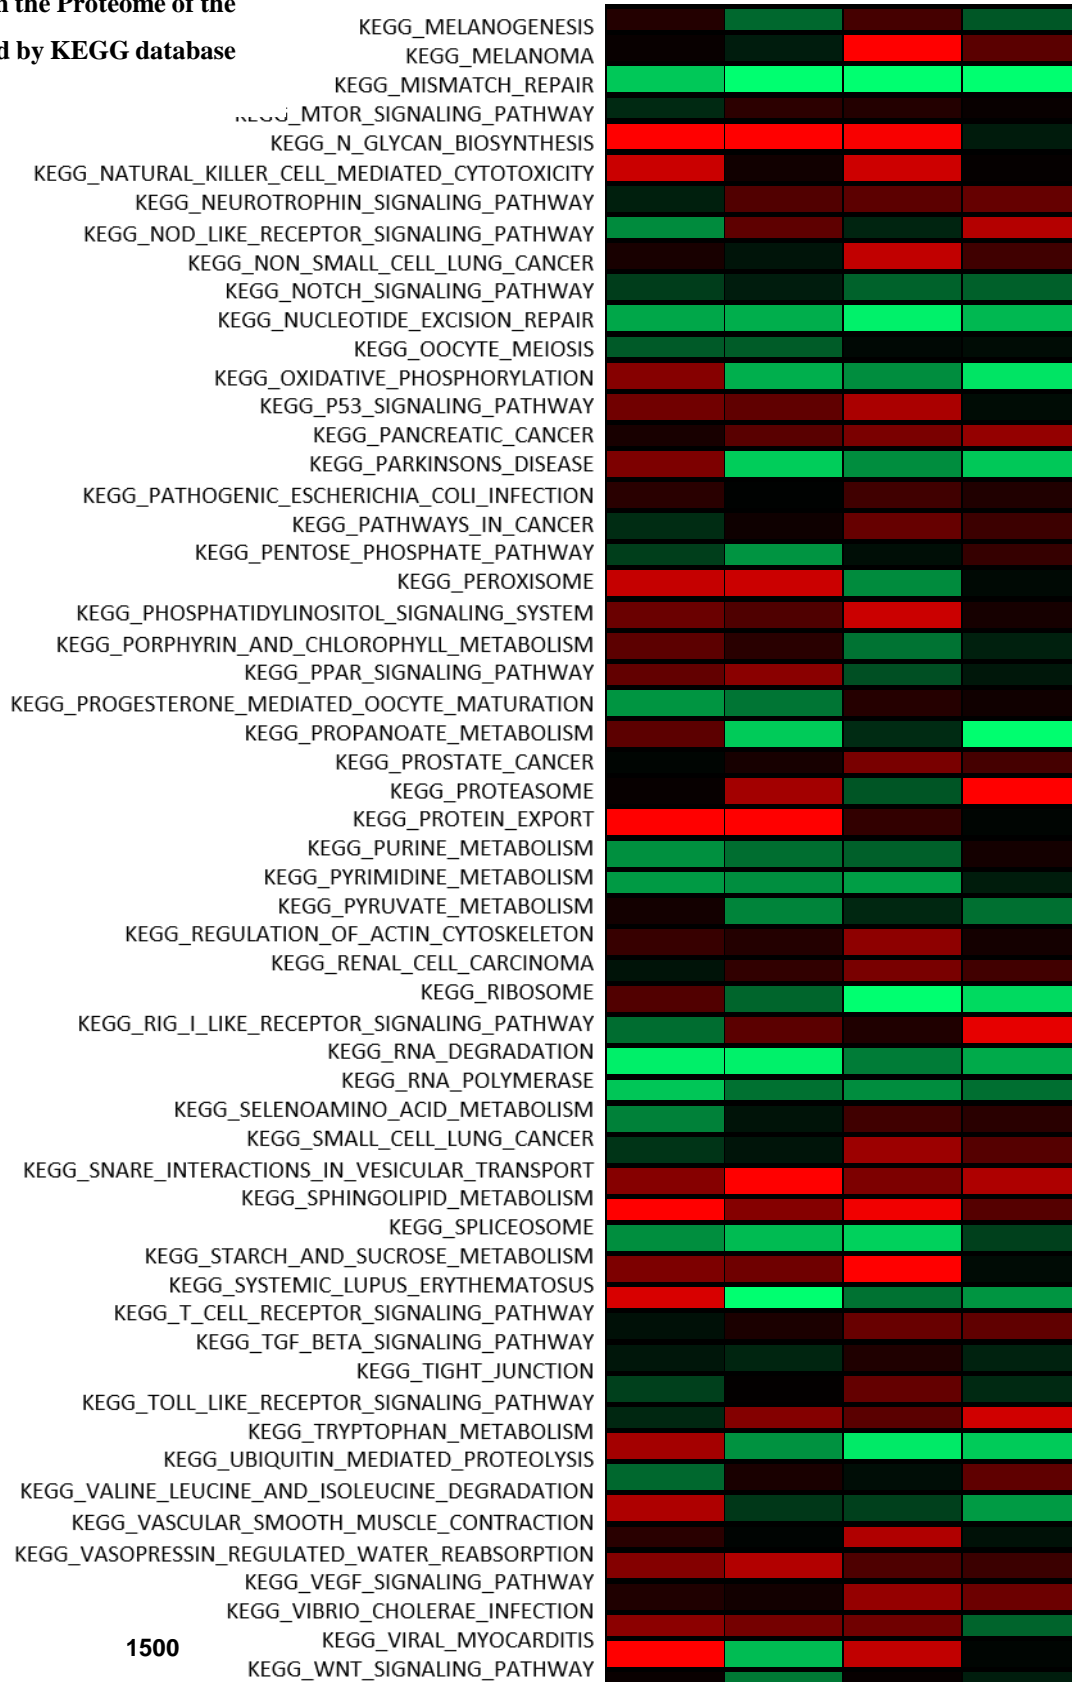 n the Proteome of the
d by KEGG database
KEGG_MELANOGENESIS
KEGG_MELANOMA
KEGG_MISMATCH_REPAIR
KEGG_MTOR_SIGNALING_PATHWAY
KEGG_N_GLYCAN_BIOSYNTHESIS
KEGG_NATURAL_KILLER_CELL_MEDIATED_CYTOTOXICITY
KEGG_NEUROTROPHIN_SIGNALING_PATHWAY
KEGG_NOD_LIKE_RECEPTOR_SIGNALING_PATHWAY
KEGG_NON_SMALL_CELL_LUNG_CANCER
KEGG_NOTCH_SIGNALING_PATHWAY
KEGG_NUCLEOTIDE_EXCISION_REPAIR
KEGG_OOCYTE_MEIOSIS
KEGG_OXIDATIVE_PHOSPHORYLATION
KEGG_P53_SIGNALING_PATHWAY
KEGG_PANCREATIC_CANCER
KEGG_PARKINSONS_DISEASE
KEGG_PATHOGENIC_ESCHERICHIA_COLI_INFECTION
KEGG_PATHWAYS_IN_CANCER
KEGG_PENTOSE_PHOSPHATE_PATHWAY
KEGG_PEROXISOME
KEGG_PHOSPHATIDYLINOSITOL_SIGNALING_SYSTEM
KEGG_PORPHYRIN_AND_CHLOROPHYLL_METABOLISM
KEGG_PPAR_SIGNALING_PATHWAY
KEGG_PROGESTERONE_MEDIATED_OOCYTE_MATURATION
KEGG_PROPANOATE_METABOLISM
KEGG_PROSTATE_CANCER
KEGG_PROTEASOME
KEGG_PROTEIN_EXPORT
KEGG_PURINE_METABOLISM
KEGG_PYRIMIDINE_METABOLISM
KEGG_PYRUVATE_METABOLISM
KEGG_REGULATION_OF_ACTIN_CYTOSKELETON
KEGG_RENAL_CELL_CARCINOMA
KEGG_RIBOSOME
KEGG_RIG_I_LIKE_RECEPTOR_SIGNALING_PATHWAY
KEGG_RNA_DEGRADATION
KEGG_RNA_POLYMERASE
KEGG_SELENOAMINO_ACID_METABOLISM
KEGG_SMALL_CELL_LUNG_CANCER
KEGG_SNARE_INTERACTIONS_IN_VESICULAR_TRANSPORT
KEGG_SPHINGOLIPID_METABOLISM
KEGG_SPLICEOSOME
KEGG_STARCH_AND_SUCROSE_METABOLISM
KEGG_SYSTEMIC_LUPUS_ERYTHEMATOSUS
KEGG_T_CELL_RECEPTOR_SIGNALING_PATHWAY
KEGG_TGF_BETA_SIGNALING_PATHWAY
KEGG_TIGHT_JUNCTION
KEGG_TOLL_LIKE_RECEPTOR_SIGNALING_PATHWAY
KEGG_TRYPTOPHAN_METABOLISM
KEGG_UBIQUITIN_MEDIATED_PROTEOLYSIS
KEGG_VALINE_LEUCINE_AND_ISOLEUCINE_DEGRADATION
KEGG_VASCULAR_SMOOTH_MUSCLE_CONTRACTION
KEGG_VASOPRESSIN_REGULATED_WATER_REABSORPTION
KEGG_VEGF_SIGNALING_PATHWAY
KEGG_VIBRIO_CHOLERAE_INFECTION
KEGG_VIRAL_MYOCARDITIS
1500
KEGG_WNT_SIGNALING_PATHWAY